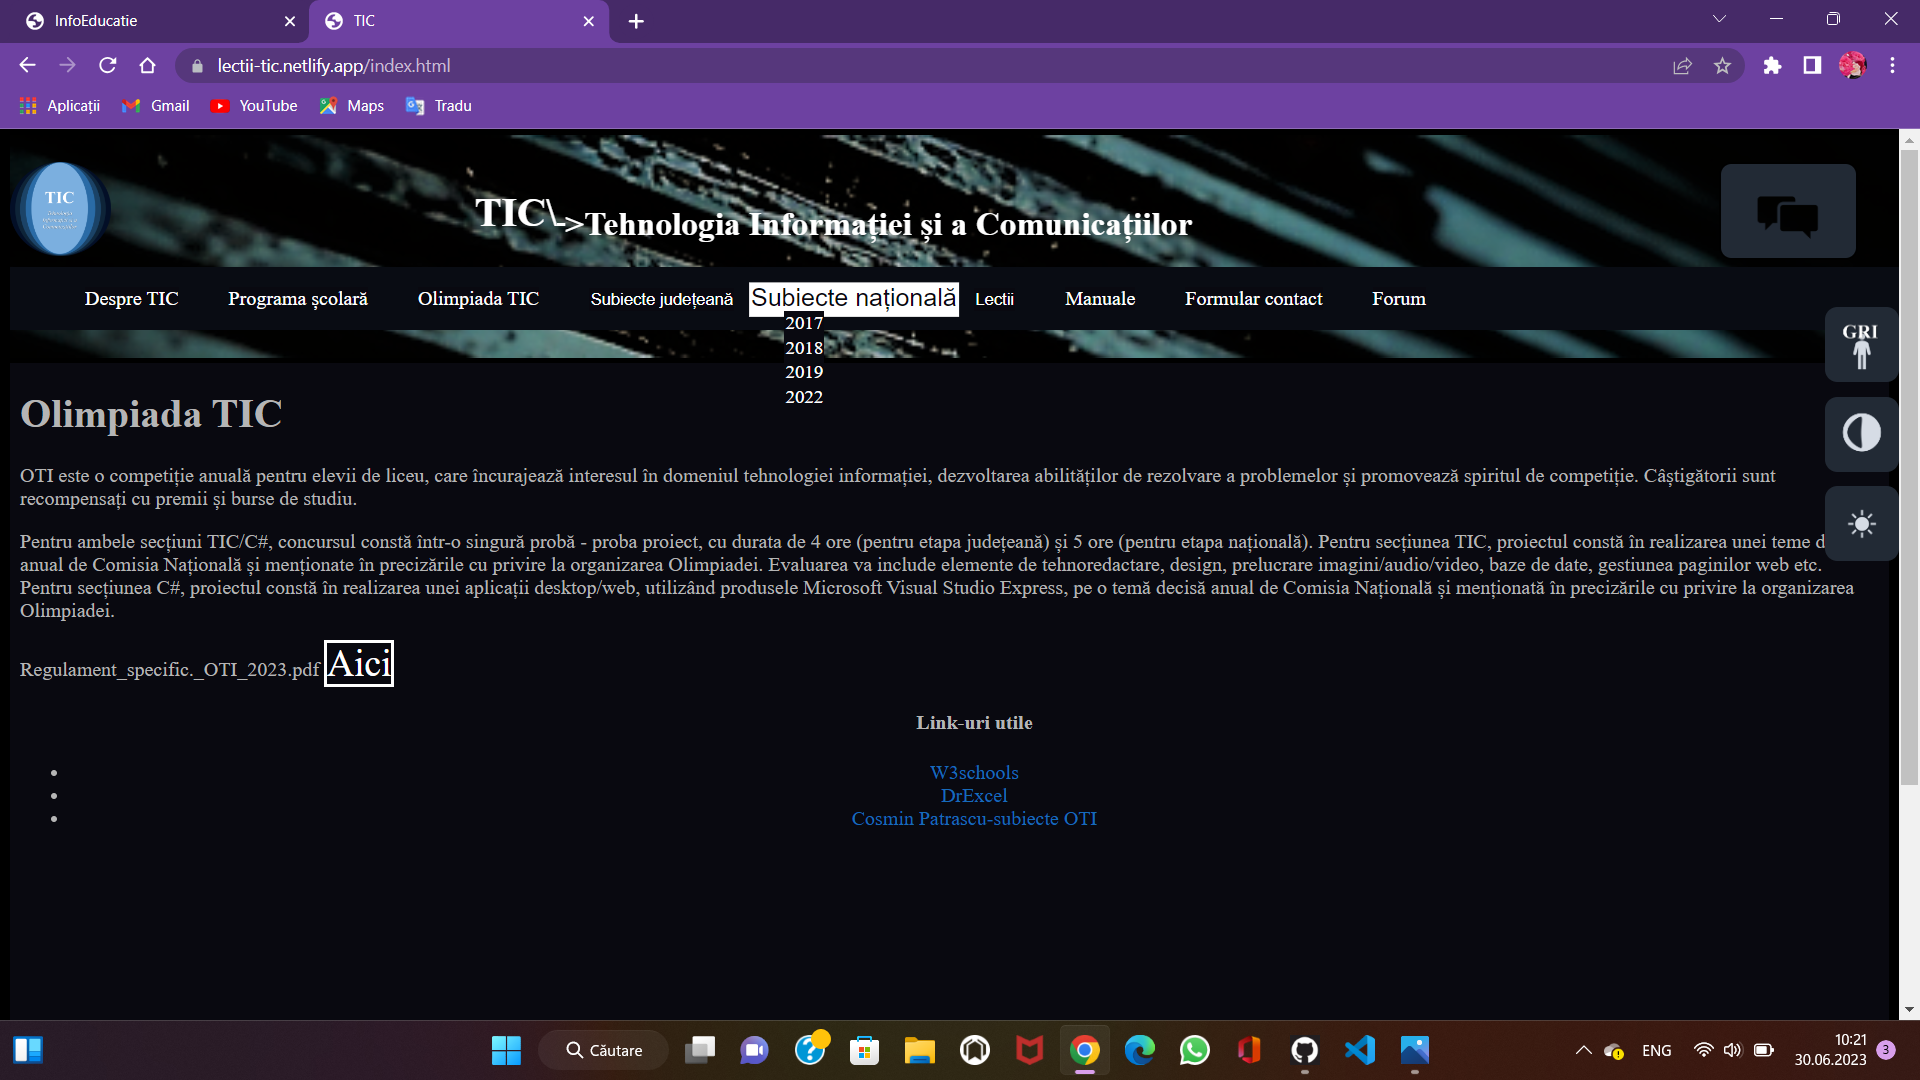 InfoEducatie
TIC
lectii-tic.netlify.app/index.html
Aplicații Gmail YouTube Maps Tradu
TIC
TIC\->Tehnologia Informației și a Comunicațiilor
Despre TIC Programa școlară Olimpiada TIC Subiecte județeană Subiecte națională Lectii Manuale Formular contact Forum
2017
2018
2019
2022
GRI
Olimpiada TIC
OTI este o competiție anuală pentru elevii de liceu, care încurajează interesul în domeniul tehnologiei informației, dezvoltarea abilităților de rezolvare a problemelor și promovează spiritul de competiție. Câștigătorii sunt
recompensați cu premii și burse de studiu.
Pentru ambele secțiuni TIC/C#, concursul constă într-o singură probă - proba proiect, cu durata de 4 ore (pentru etapa județeană) și 5 ore (pentru etapa națională). Pentru secțiunea TIC, proiectul constă în realizarea unei teme d
anual de Comisia Națională și menționate în precizările cu privire la organizarea Olimpiadei. Evaluarea va include elemente de tehnoredactare, design, prelucrare imagini/audio/video, baze de date, gestiunea paginilor web etc.
Pentru secțiunea C#, proiectul constă în realizarea unei aplicații desktop/web, utilizând produsele Microsoft Visual Studio Express, pe o temă decisă anual de Comisia Națională și menționată în precizările cu privire la organizarea
Olimpiadei.
Regulament_specific._OTI_2023.pdf Aici
Link-uri utile
W3schools
DrExcel
Cosmin Patrascu-subiecte OTI
Căutare
ENG
10:21
30.06.2023
3